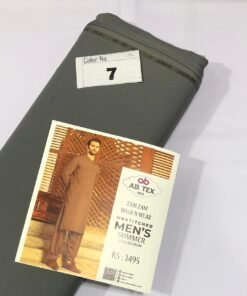 Color No.
7
ab
AB TEX
ZAM ZAM
WASH N WEAR
UNSTITCHED
MEN'S
SUMMER
COLLECTION
RS : 3495